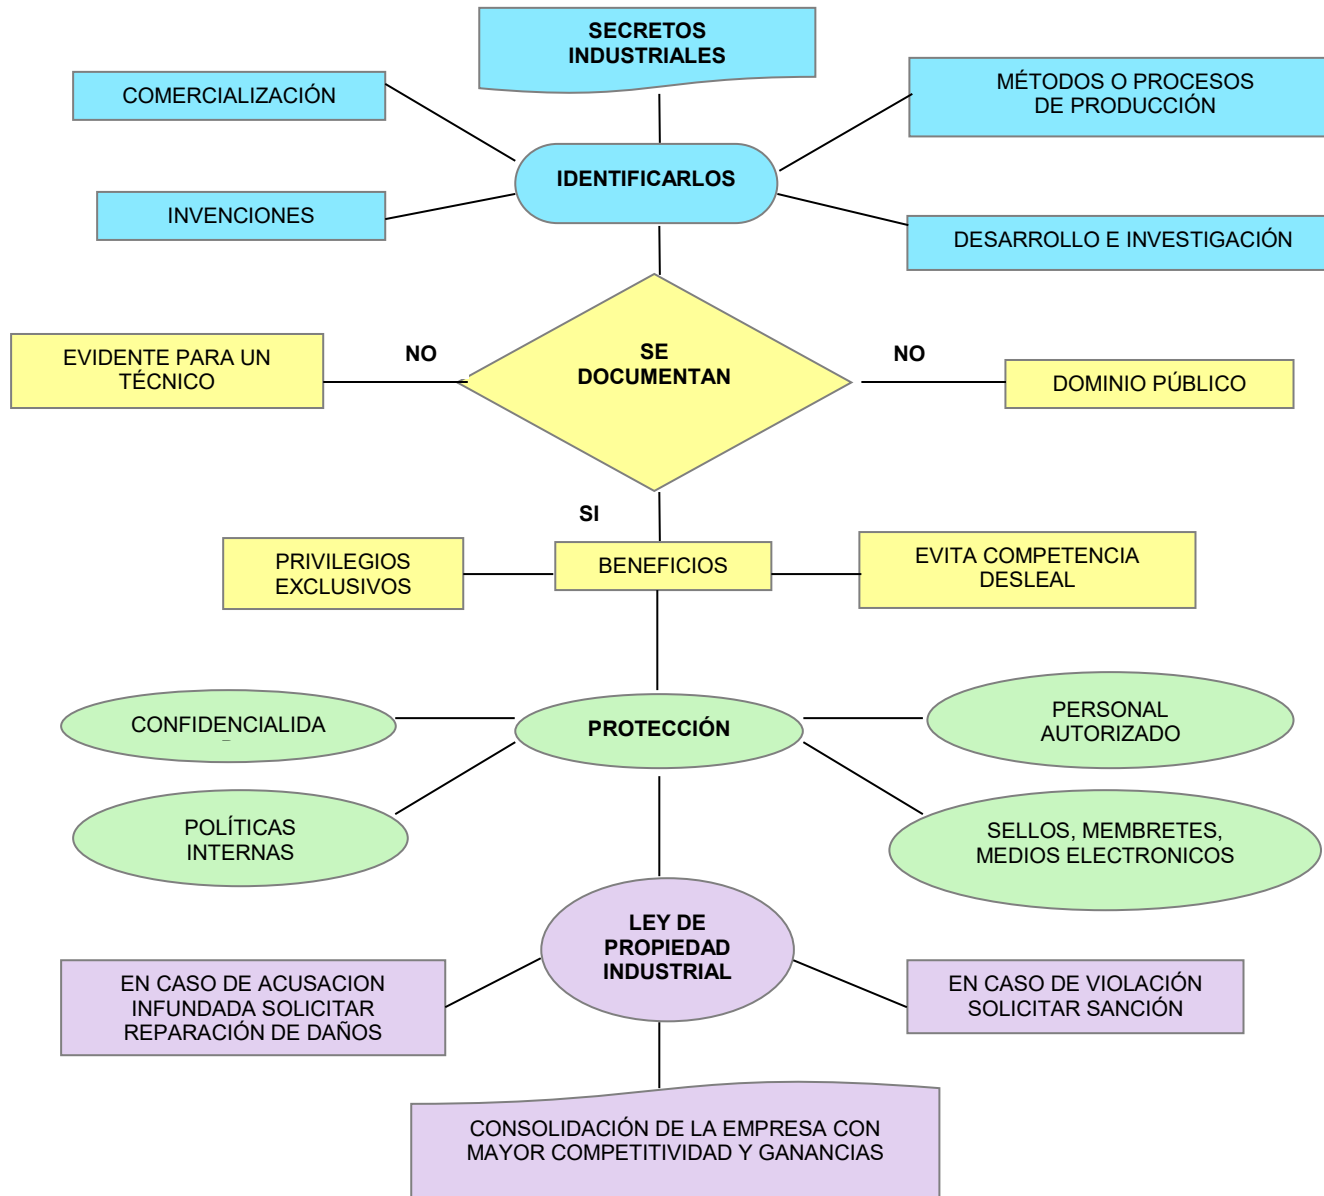 SECRETOS
INDUSTRIALES
COMERCIALIZACIÓN
MÉTODOS O PROCESOS
DE PRODUCCIÓN
IDENTIFICARLOS
INVENCIONES
DESARROLLO E INVESTIGACIÓN
EVIDENTE PARA UN
TÉCNICO
NO
SE
DOCUMENTAN
NO
DOMINIO PÚBLICO
SI
PRIVILEGIOS
EXCLUSIVOS
BENEFICIOS
EVITA COMPETENCIA
DESLEAL
CONFIDENCIALIDA
PROTECCIÓN
PERSONAL
AUTORIZADO
POLÍTICAS
INTERNAS
SELLOS, MEMBRETES,
MEDIOS ELECTRONICOS
LEY DE
PROPIEDAD
INDUSTRIAL
EN CASO DE ACUSACION
INFUNDADA SOLICITAR
REPARACIÓN DE DAÑOS
EN CASO DE VIOLACIÓN
SOLICITAR SANCIÓN
CONSOLIDACIÓN DE LA EMPRESA CON
MAYOR COMPETITIVIDAD Y GANANCIAS